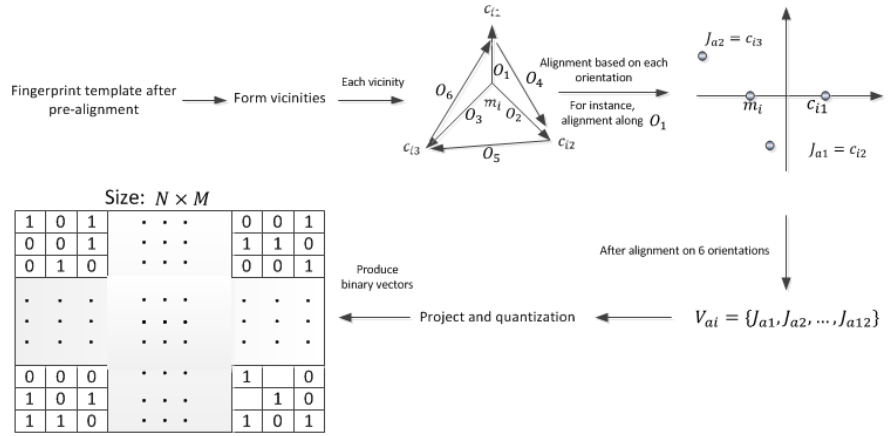 Fingerprint template after
pre-alignment
Form vicinities
Each vicinity
c_{i1}
O_1
O_4
O_6
m_i
O_2
O_3
c_{i3}
c_{i2}
O_5
Alignment based on each
orientation
For instance,
alignment along O_1
J_{a2} = c_{i3}
m_i
c_{i1}
J_{a1} = c_{i2}
After alignment on 6 orientations
V_{ai} = {J_{a1}, J_{a2}, ..., J_{a12}}
Project and quantization
Produce
binary vectors
Size: N × M
1 0 1 · · · 0 0 1
0 0 1 · · · 1 1 0
0 1 0 · · · 0 0 1
· · · · · · · · ·
· · · · · · · · ·
· · · · · · · · ·
0 0 0 · · · 1 0
1 0 1 · · · 1 0
1 1 0 · · · 1 0 1